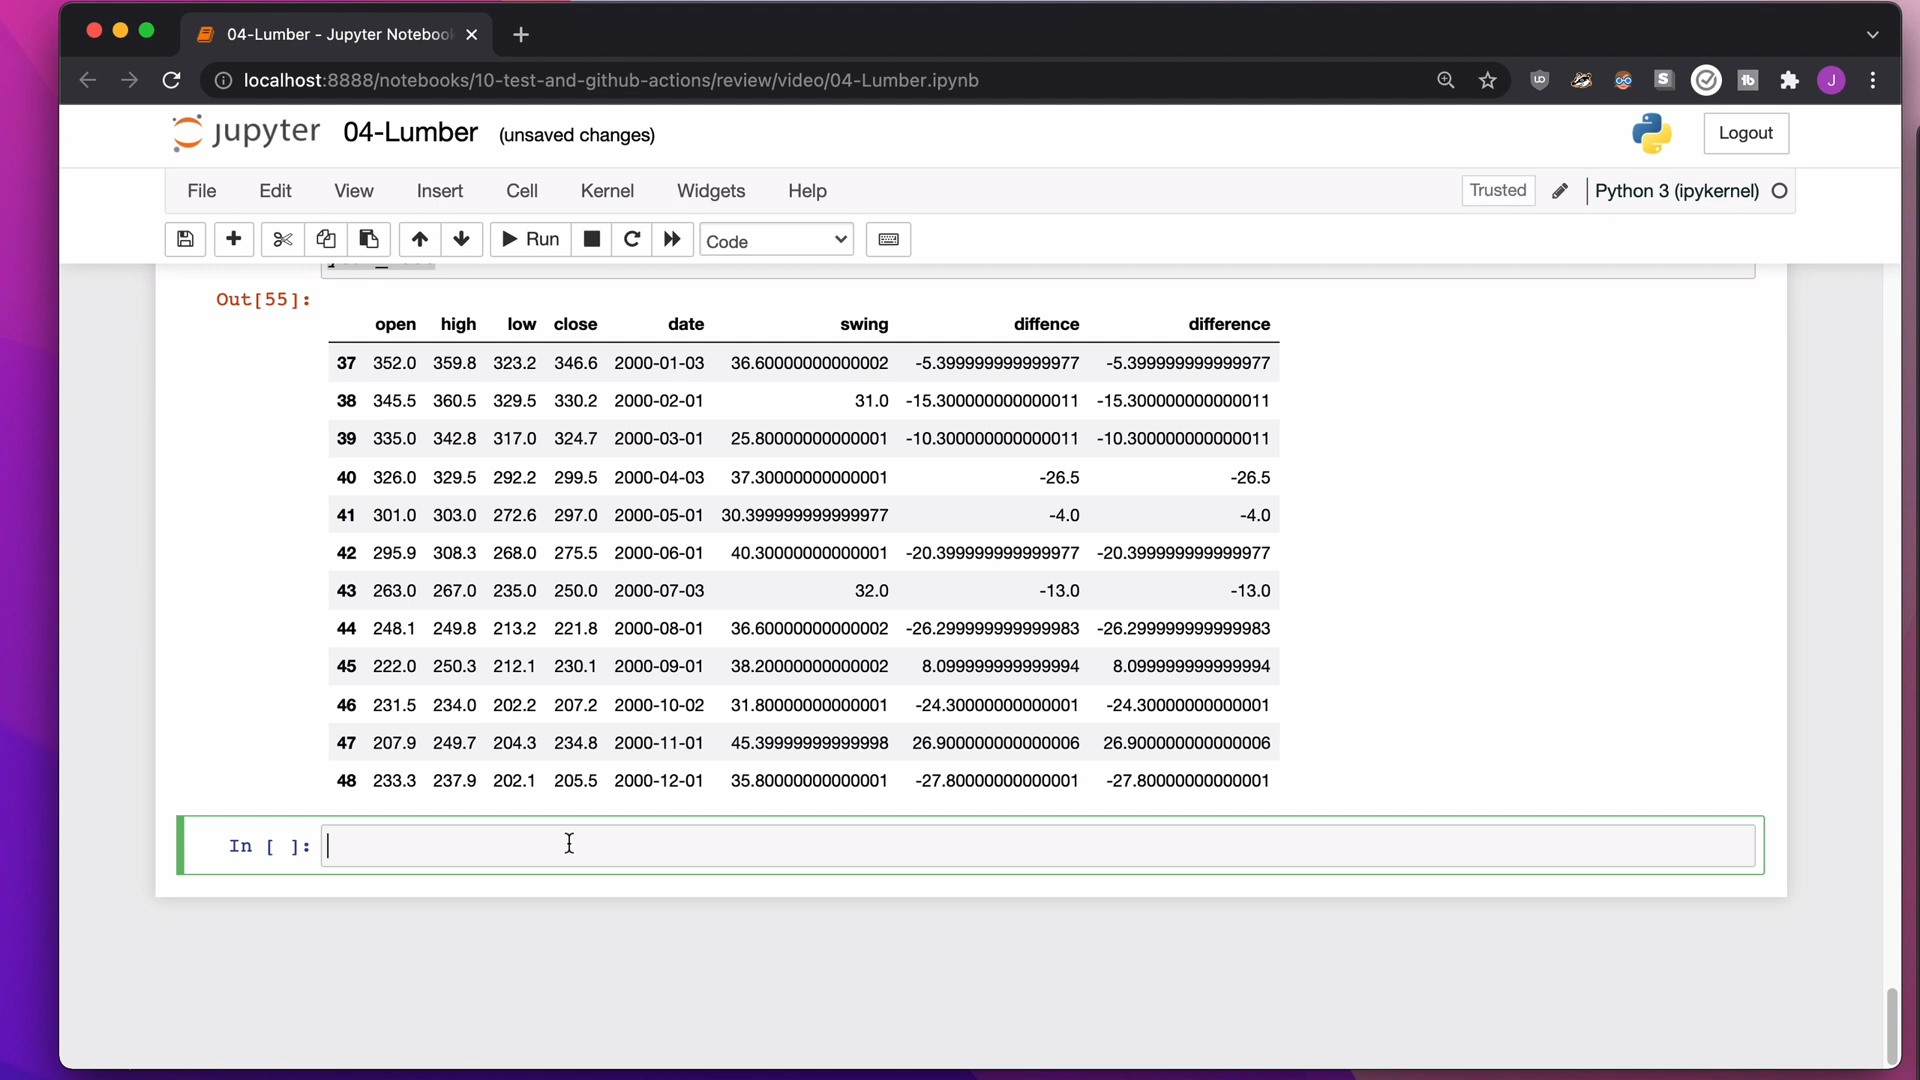 04-Lumber - Jupyter Noteboo
localhost:8888/notebooks/10-test-and-github-actions/review/video/04-Lumber.ipynb
jupyter 04-Lumber (unsaved changes)
Logout
File Edit View Insert Cell Kernel Widgets Help
Trusted Python 3 (ipykernel)
Run Code
Out[55]:
open high low close date swing diffence difference
37 352.0 359.8 323.2 346.6 2000-01-03 36.60000000000002 -5.399999999999977 -5.399999999999977
38 345.5 360.5 329.5 330.2 2000-02-01 31.0 -15.300000000000011 -15.300000000000011
39 335.0 342.8 317.0 324.7 2000-03-01 25.80000000000001 -10.300000000000011 -10.300000000000011
40 326.0 329.5 292.2 299.5 2000-04-03 37.30000000000001 -26.5 -26.5
41 301.0 303.0 272.6 297.0 2000-05-01 30.399999999999977 -4.0 -4.0
42 295.9 308.3 268.0 275.5 2000-06-01 40.30000000000001 -20.399999999999977 -20.399999999999977
43 263.0 267.0 235.0 250.0 2000-07-03 32.0 -13.0 -13.0
44 248.1 249.8 213.2 221.8 2000-08-01 36.60000000000002 -26.299999999999983 -26.299999999999983
45 222.0 250.3 212.1 230.1 2000-09-01 38.20000000000002 8.099999999999994 8.099999999999994
46 231.5 234.0 202.2 207.2 2000-10-02 31.80000000000001 -24.30000000000001 -24.30000000000001
47 207.9 249.7 204.3 234.8 2000-11-01 45.39999999999998 26.900000000000006 26.900000000000006
48 233.3 237.9 202.1 205.5 2000-12-01 35.80000000000001 -27.80000000000001 -27.80000000000001
In [ ]: